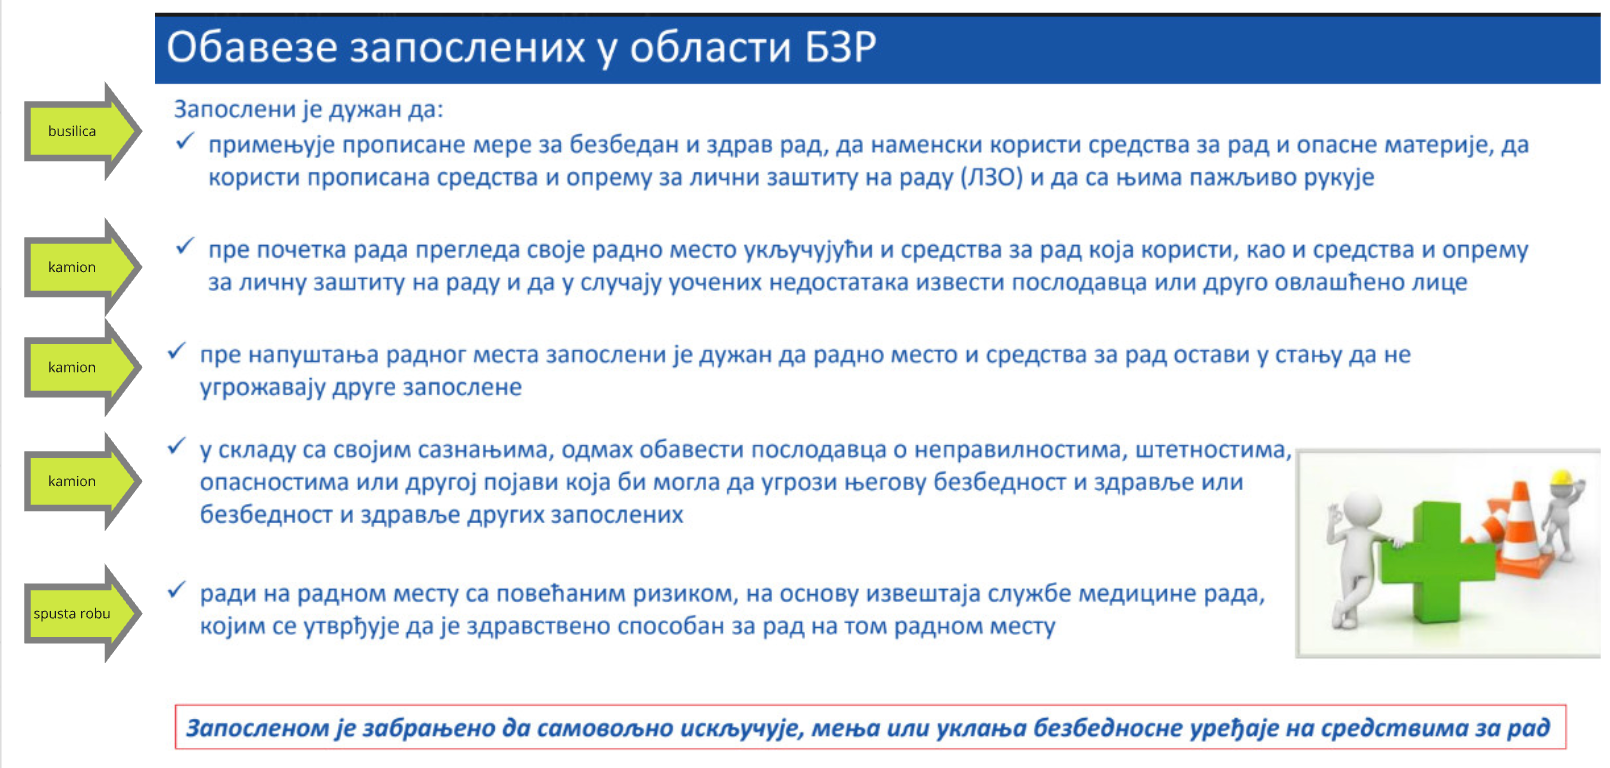 Обавезе запослених у области БЗР
Запослени је дужан да:
busilica
✓ примењује прописане мере за безбедан и здрав рад, да наменски користи средства за рад и опасне материје, да
користи прописана средства и опрему за лични заштиту на раду (ЛЗО) и да са њима пажљиво рукује
kamion
✓ пре почетка рада прегледа своје радно место укључујући и средства за рад која користи, као и средства и опрему
за личну заштиту на раду и да у случају уочених недостатака извести послодавца или друго овлашћено лице
kamion
✓ пре напуштања радног места запослени је дужан да радно место и средства за рад остави у стању да не
угрожавају друге запослене
kamion
✓ у складу са својим сазнањима, одмах обавести послодавца о неправилностима, штетностима,
опасностима или другој појави која би могла да угрози његову безбедност и здравље или
безбедност и здравље других запослених
spusta robu
✓ ради на радном месту са повећаним ризиком, на основу извештаја службе медицине рада,
којим се утврђује да је здравствено способан за рад на том радном месту
Запосленом је забрањено да самовољно искључује, мења или уклања безбедносне уређаје на средствима за рад